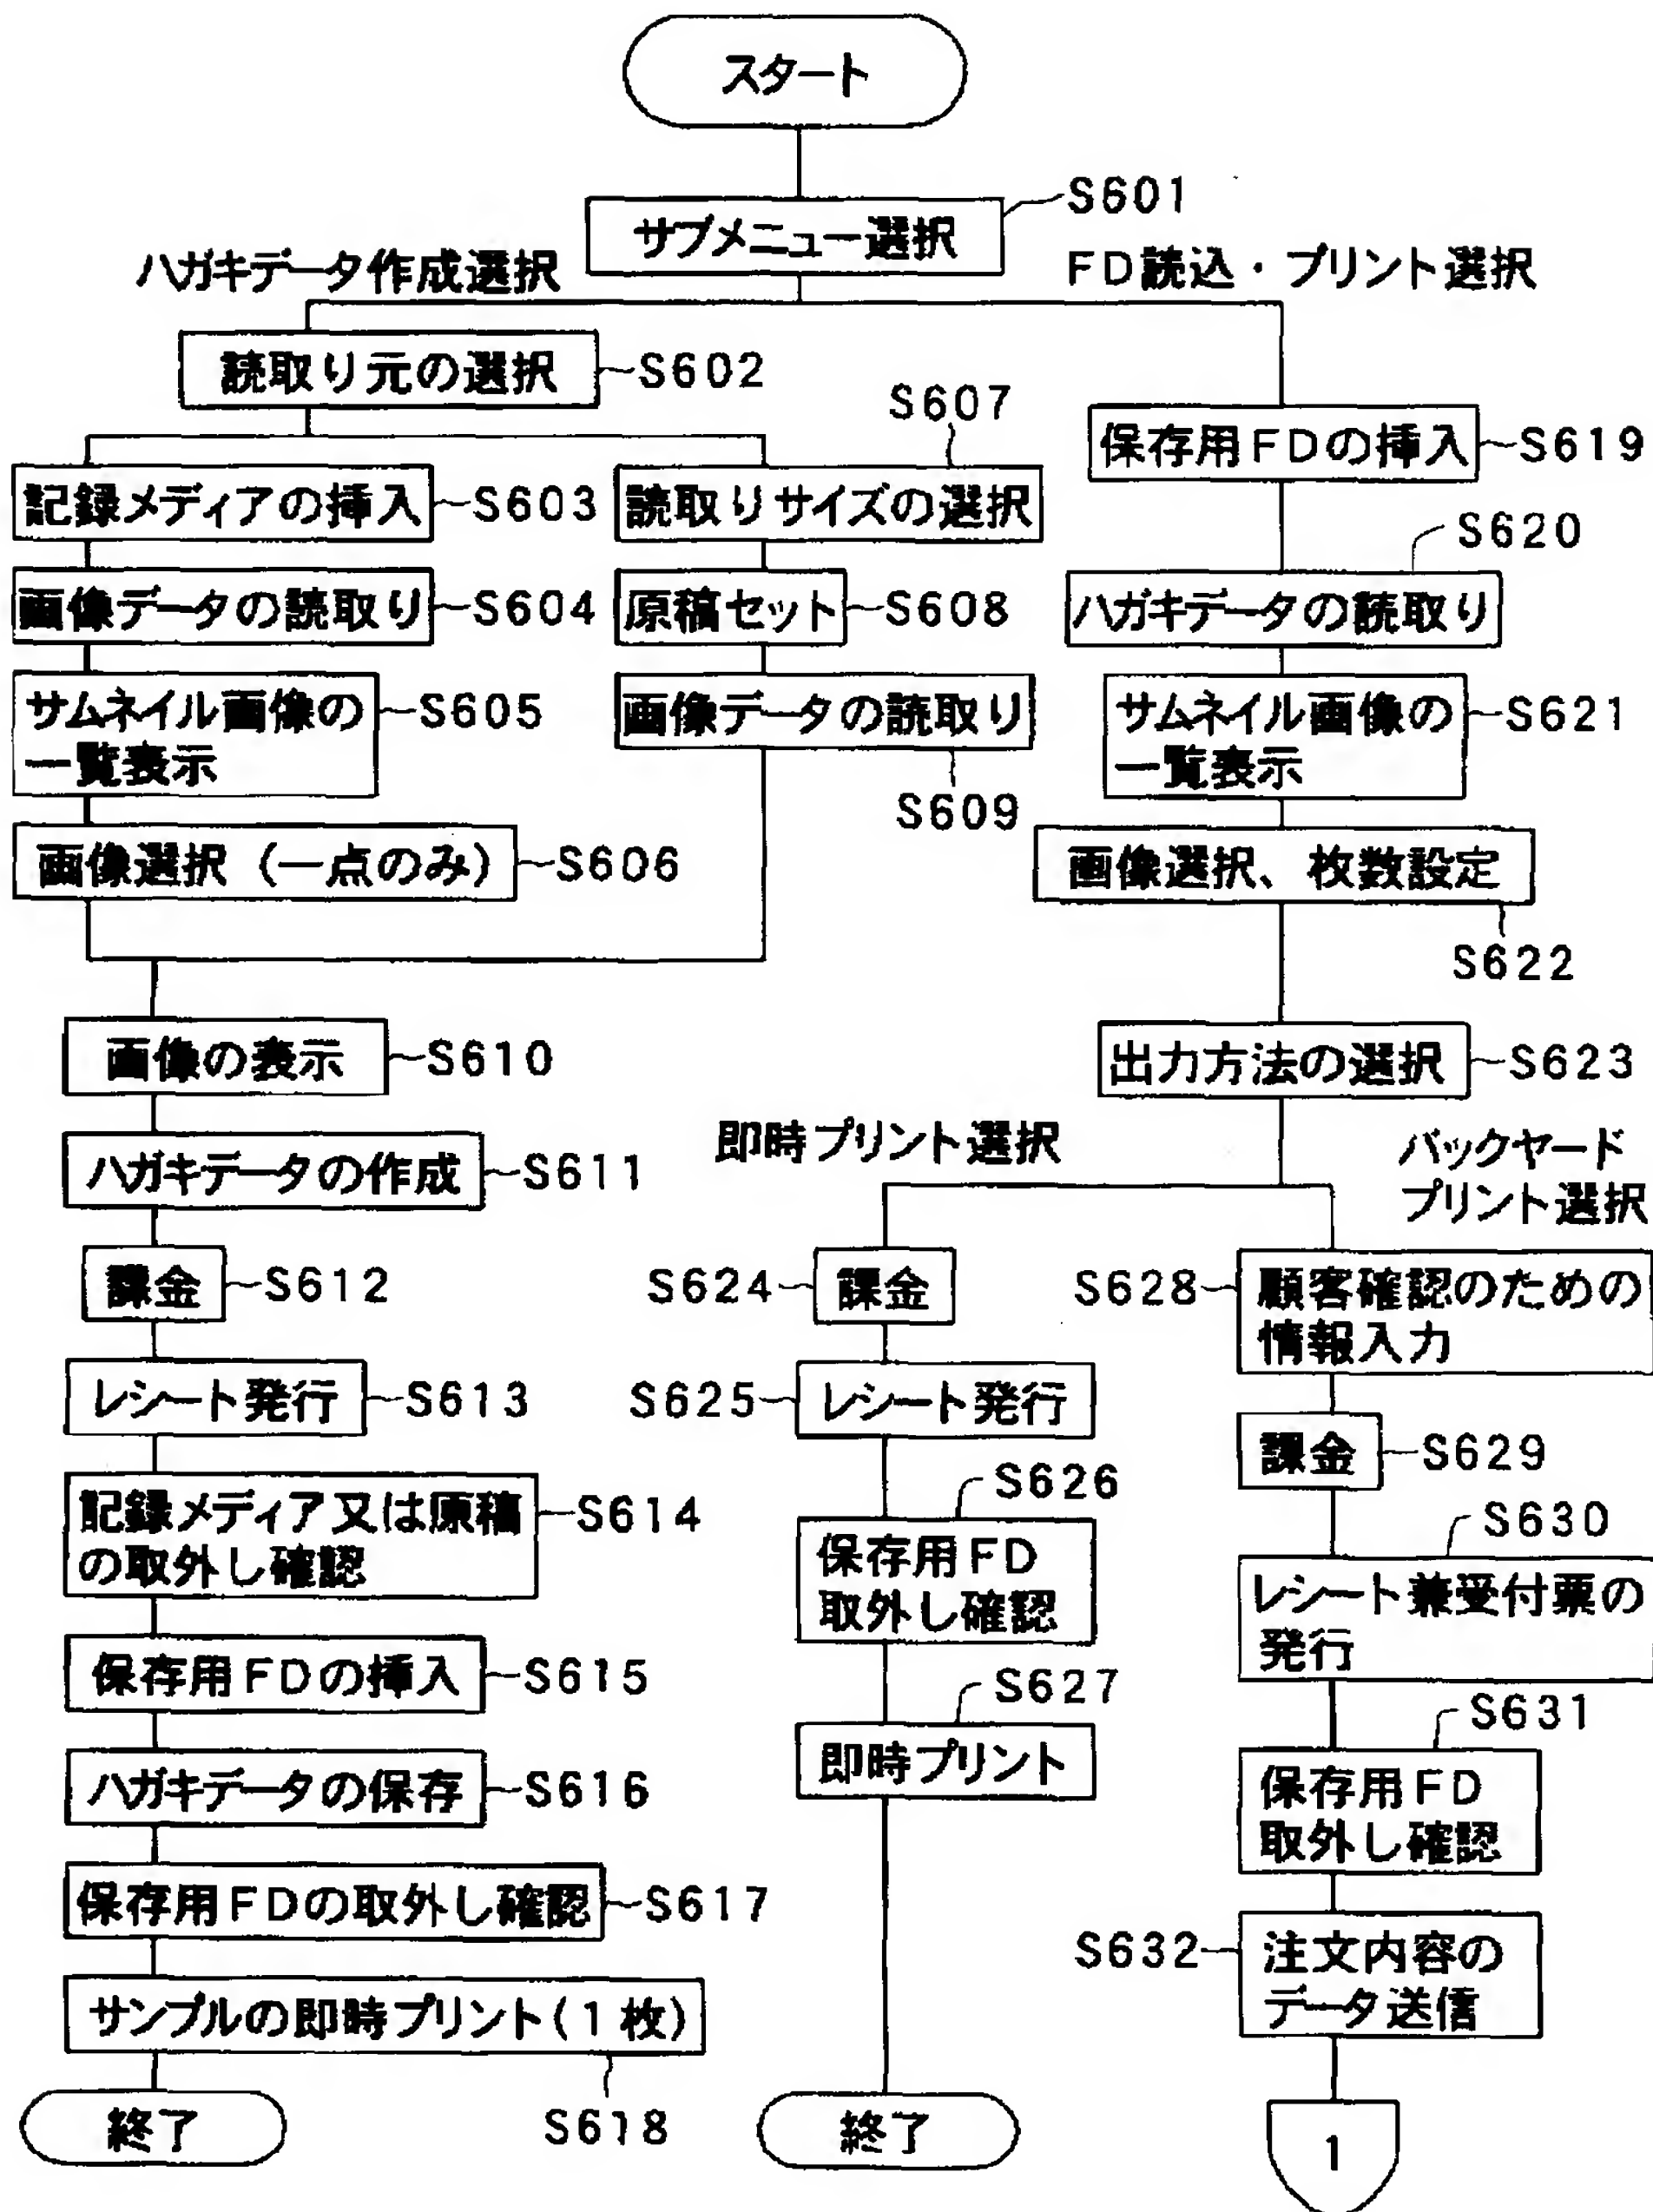 スタート
サブメニュー選択
S601
ハガキデータ作成選択
FD読込・プリント選択
読取り元の選択
S602
記録メディアの挿入
S603
画像データの読取り
S604
サムネイル画像の
一覧表示
S605
画像選択（一点のみ）
S606
S607
読取りサイズの選択
原稿セット
S608
画像データの読取り
S609
画像の表示
S610
ハガキデータの作成
S611
課金
S612
レシート発行
S613
記録メディア又は原稿
の取外し確認
S614
保存用FDの挿入
S615
ハガキデータの保存
S616
保存用FDの取外し確認
S617
サンプルの即時プリント（1枚）
S618
終了
保存用FDの挿入
S619
S620
ハガキデータの読取り
サムネイル画像の
一覧表示
S621
画像選択、枚数設定
S622
出力方法の選択
S623
即時プリント選択
S624
課金
S625
レシート発行
S626
保存用FD
取外し確認
S627
即時プリント
終了
バックヤード
プリント選択
S628
顧客確認のための
情報入力
課金
S629
S630
レシート兼受付票の
発行
S631
保存用FD
取外し確認
S632
注文内容の
データ送信
1